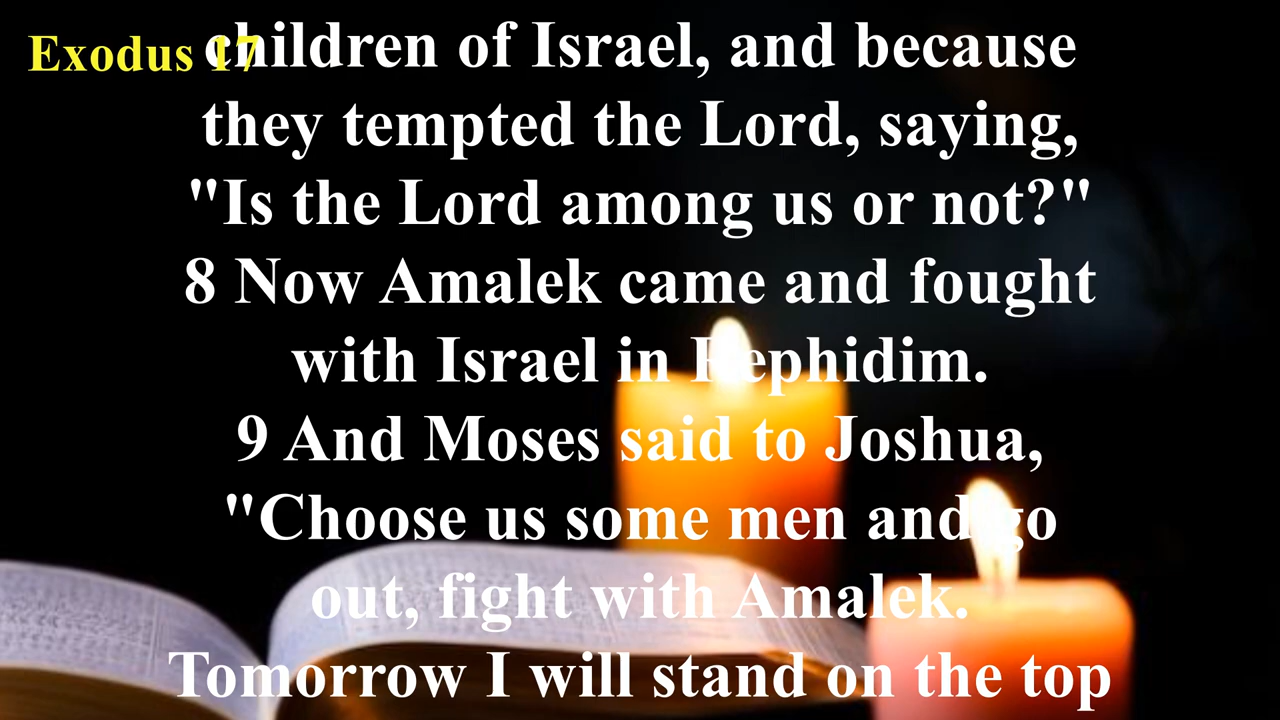 Exodus 17
children of Israel, and because
they tempted the Lord, saying,
"Is the Lord among us or not?"
8 Now Amalek came and fought
with Israel in Rephidim.
9 And Moses said to Joshua,
"Choose us some men and go
out, fight with Amalek.
Tomorrow I will stand on the top